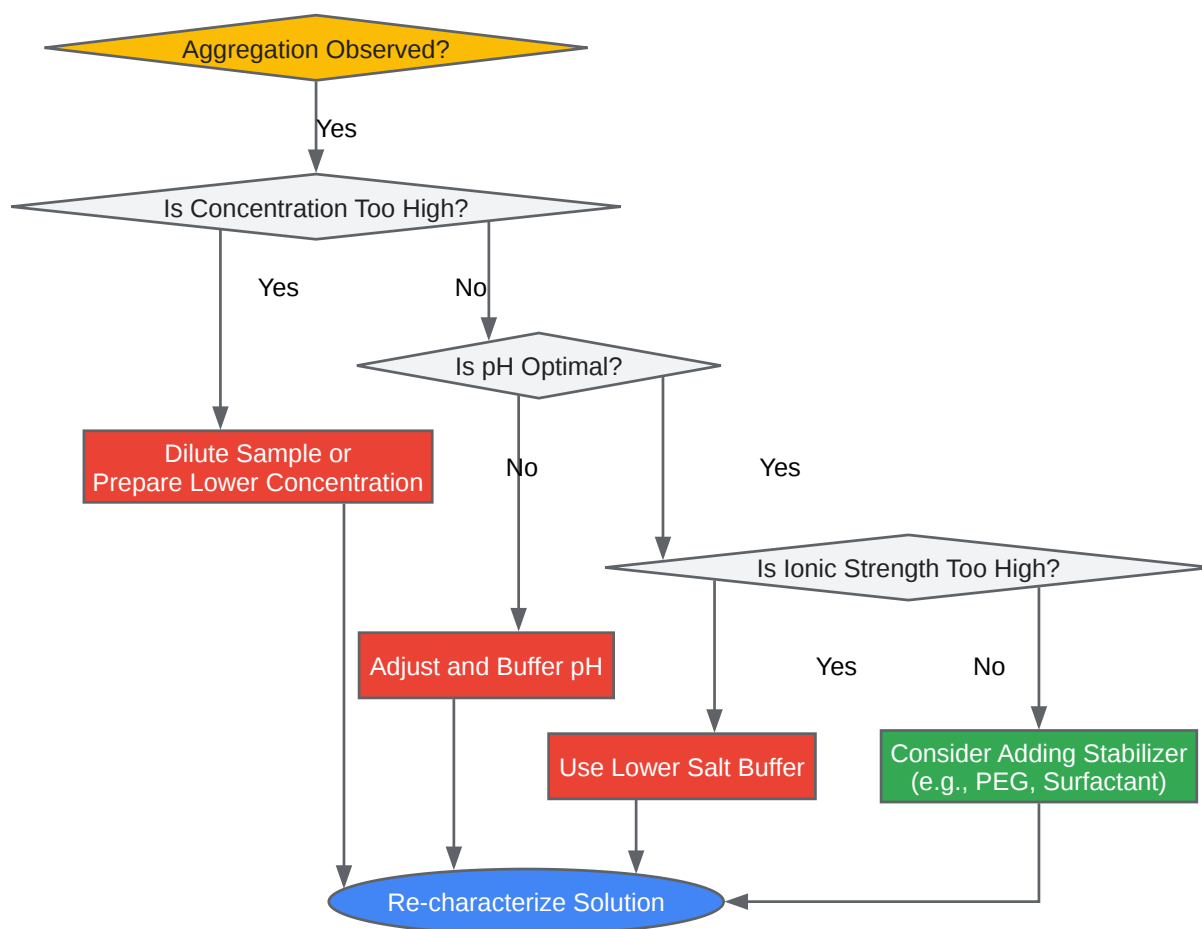 Aggregation Observed?
Yes
Is Concentration Too High?
Yes
No
Is pH Optimal?
Dilute Sample or
Prepare Lower Concentration
No
Yes
Is Ionic Strength Too High?
Adjust and Buffer pH
Yes
No
Use Lower Salt Buffer
Consider Adding Stabilizer
(e.g., PEG, Surfactant)
Re-characterize Solution